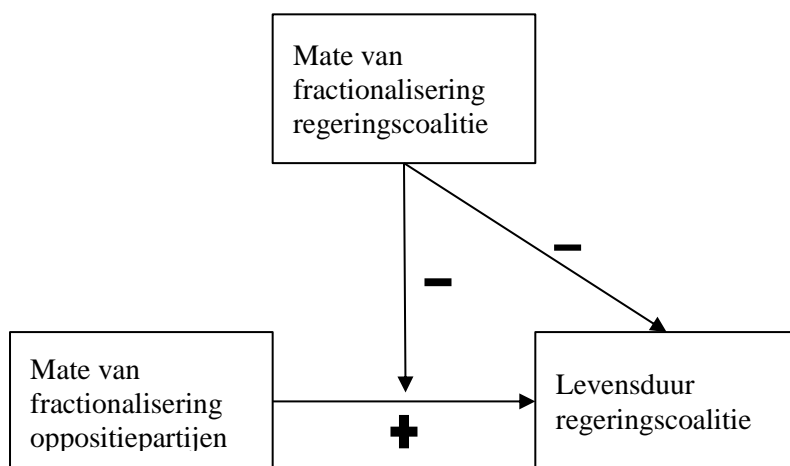 Mate van
fractionalisering
regeringscoalitie
−
−
Mate van
fractionalisering
oppositiepartijen
+
Levensduur
regeringscoalitie